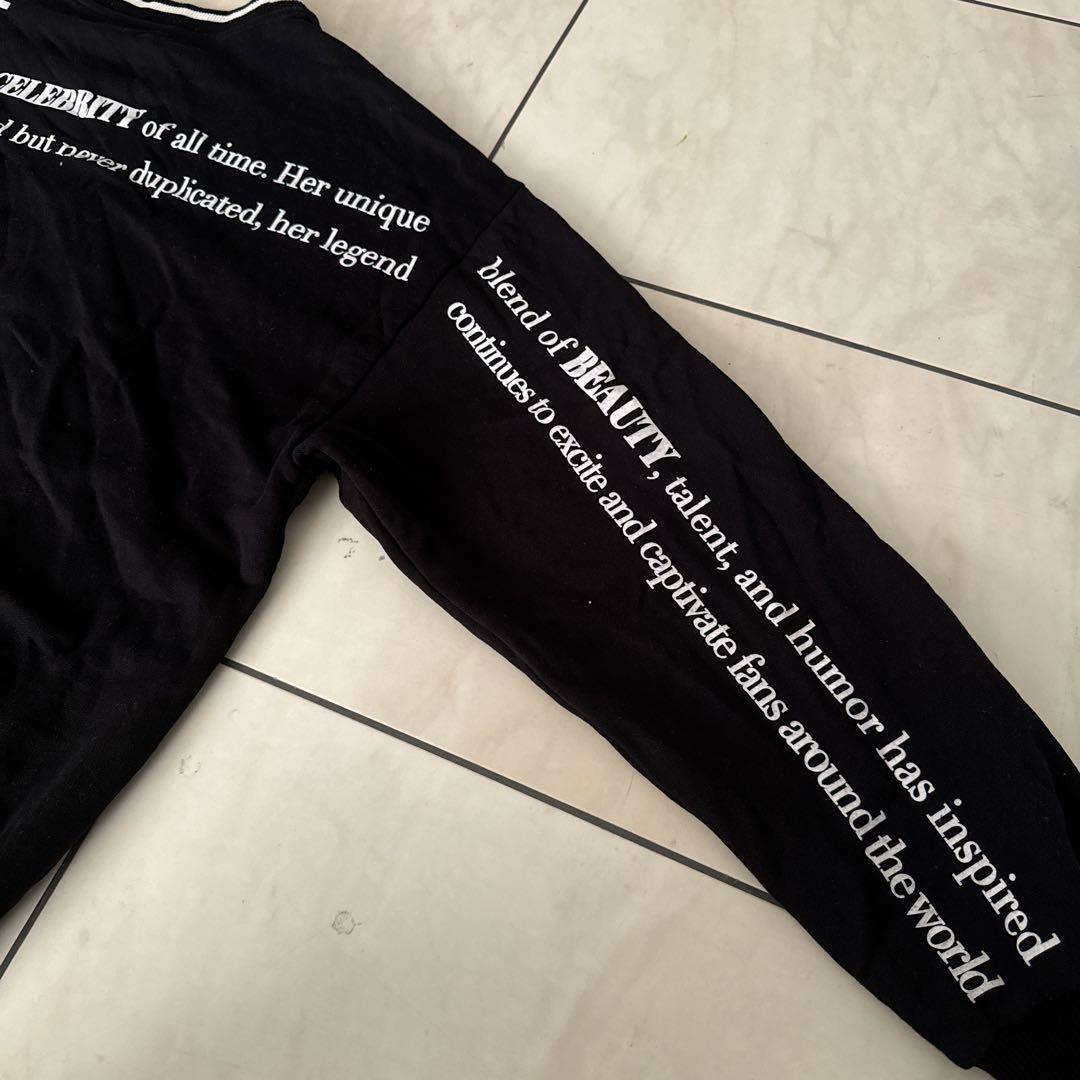 CELEBRITY of all time. Her unique blend of BEAUTY, talent, and humor has inspired
but never duplicated, her legend continues to excite and captivate fans around the world